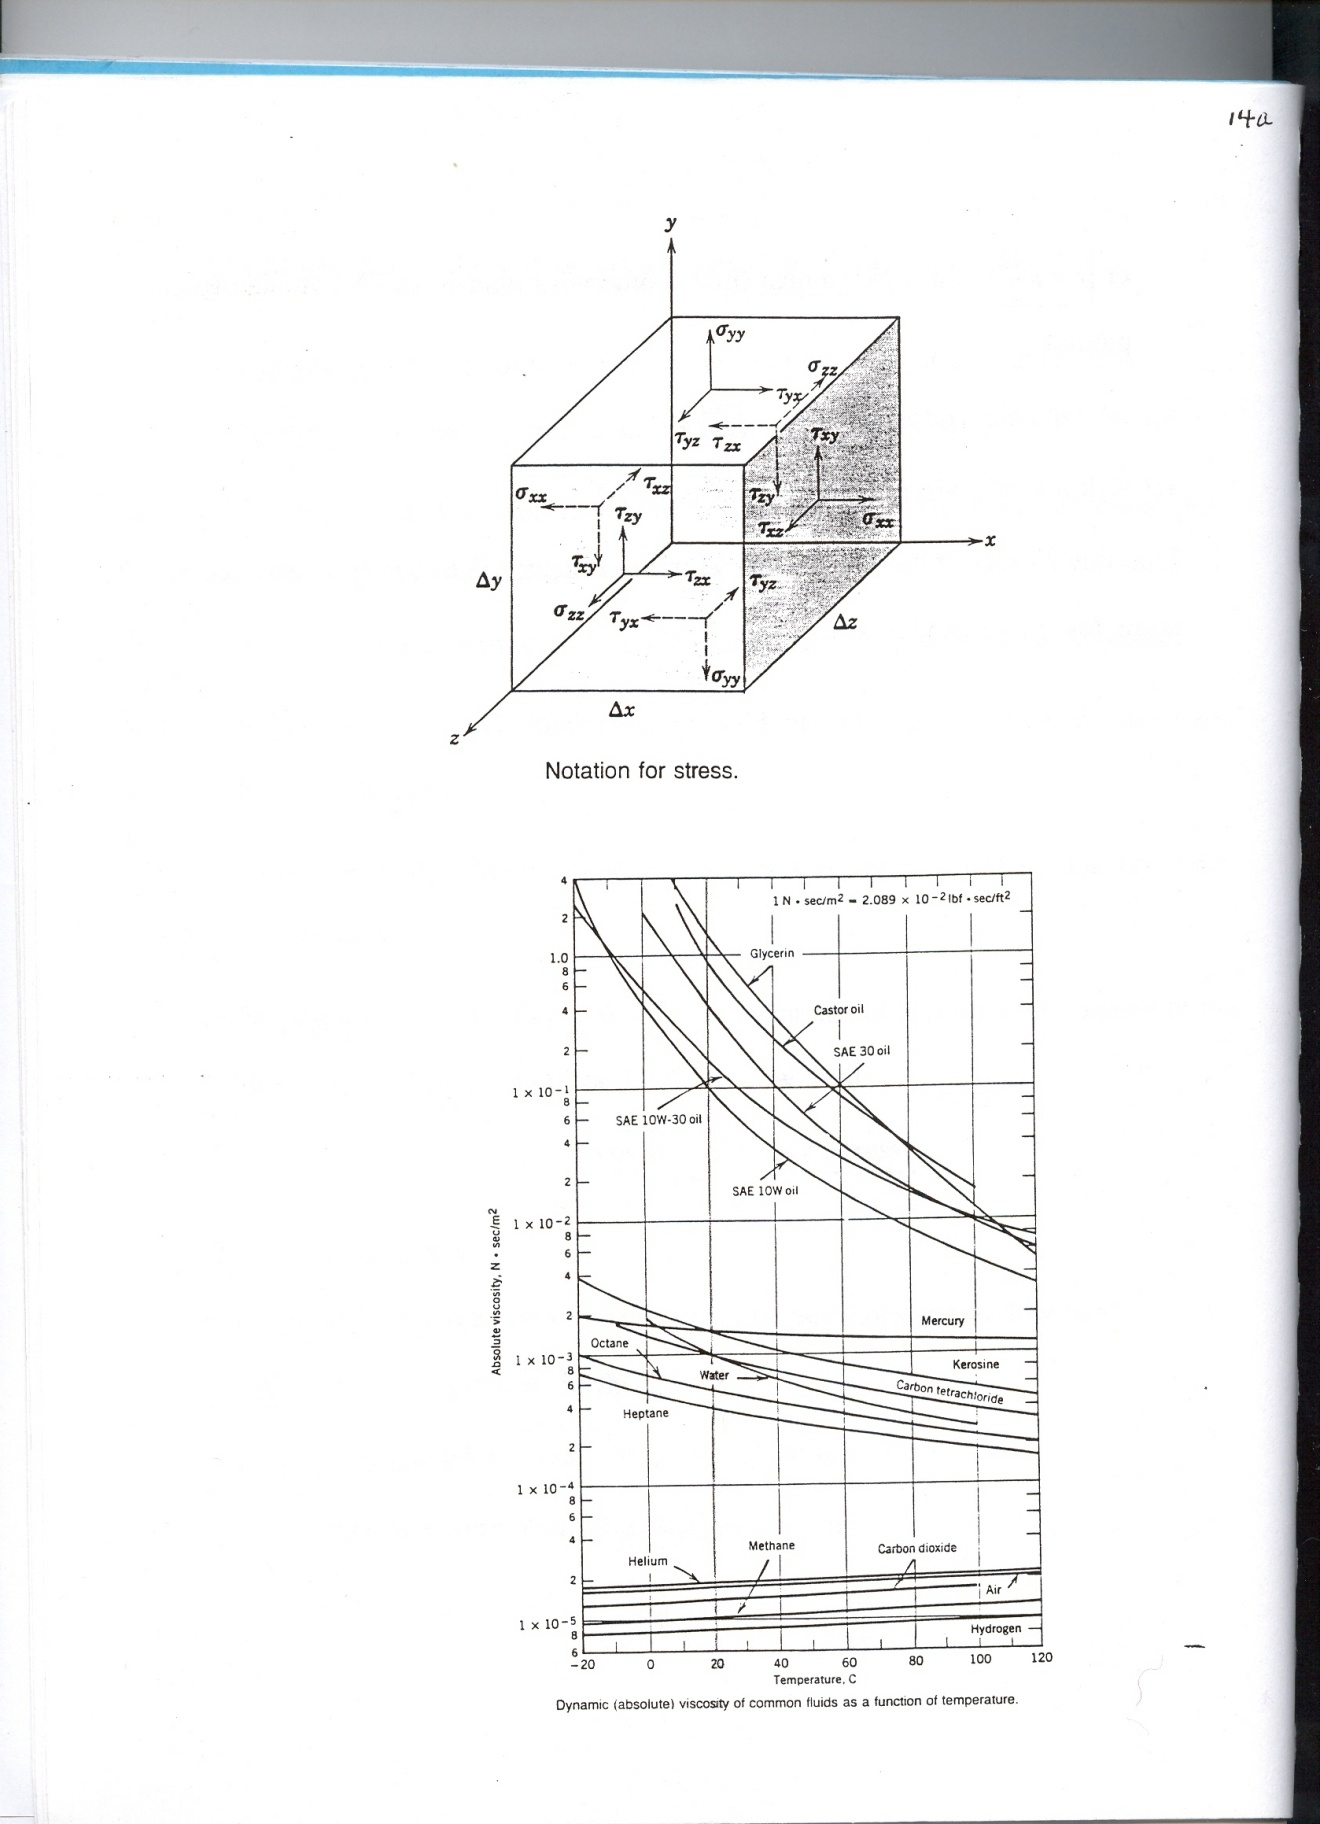 14a
y
σyy
σzz
τyx
τyz τzx
τxy
σxx
τxz
τzy
τzy
τxz
σxx
x
τxy
Δy
τzx
τyz
σzz
τyx
Δz
σyy
Δx
z
Notation for stress.
4
1 N • sec/m2 = 2.089 × 10−2 lbf • sec/ft2
2
Glycerin
1.0
8
6
Castor oil
4
SAE 30 oil
2
1 × 10−1
8
SAE 10W-30 oil
6
4
2
SAE 10W oil
1 × 10−2
8
6
4
Absolute viscosity, N • sec/m2
2
Mercury
Octane
1 × 10−3
Kerosine
8
Water
6
Carbon tetrachloride
4
Heptane
2
1 × 10−4
8
6
4
Methane
Carbon dioxide
Helium
2
Air
1 × 10−5
8
Hydrogen
6
−20 0 20 40 60 80 100 120
Temperature, C
Dynamic (absolute) viscosity of common fluids as a function of temperature.